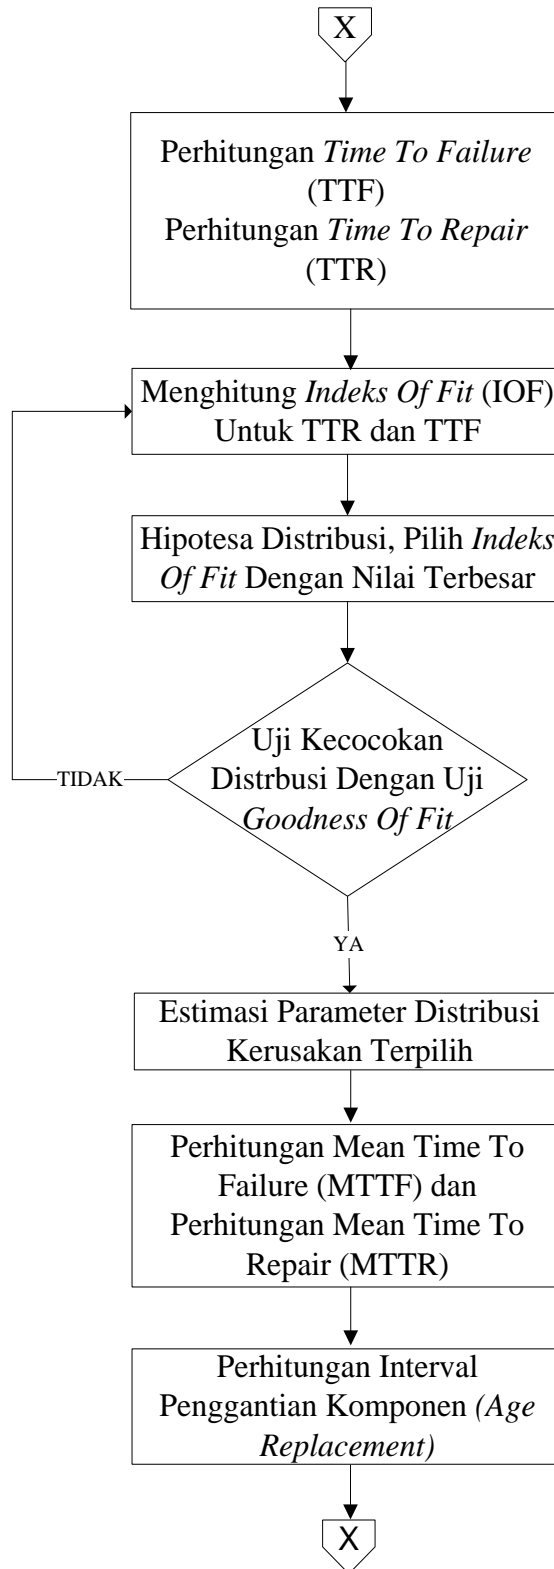 X
Perhitungan Time To Failure
(TTF)
Perhitungan Time To Repair
(TTR)
Menghitung Indeks Of Fit (IOF)
Untuk TTR dan TTF
Hipotesa Distribusi, Pilih Indeks
Of Fit Dengan Nilai Terbesar
Uji Kecocokan
Distrbusi Dengan Uji
Goodness Of Fit
TIDAK
YA
Estimasi Parameter Distribusi
Kerusakan Terpilih
Perhitungan Mean Time To
Failure (MTTF) dan
Perhitungan Mean Time To
Repair (MTTR)
Perhitungan Interval
Penggantian Komponen (Age
Replacement)
X